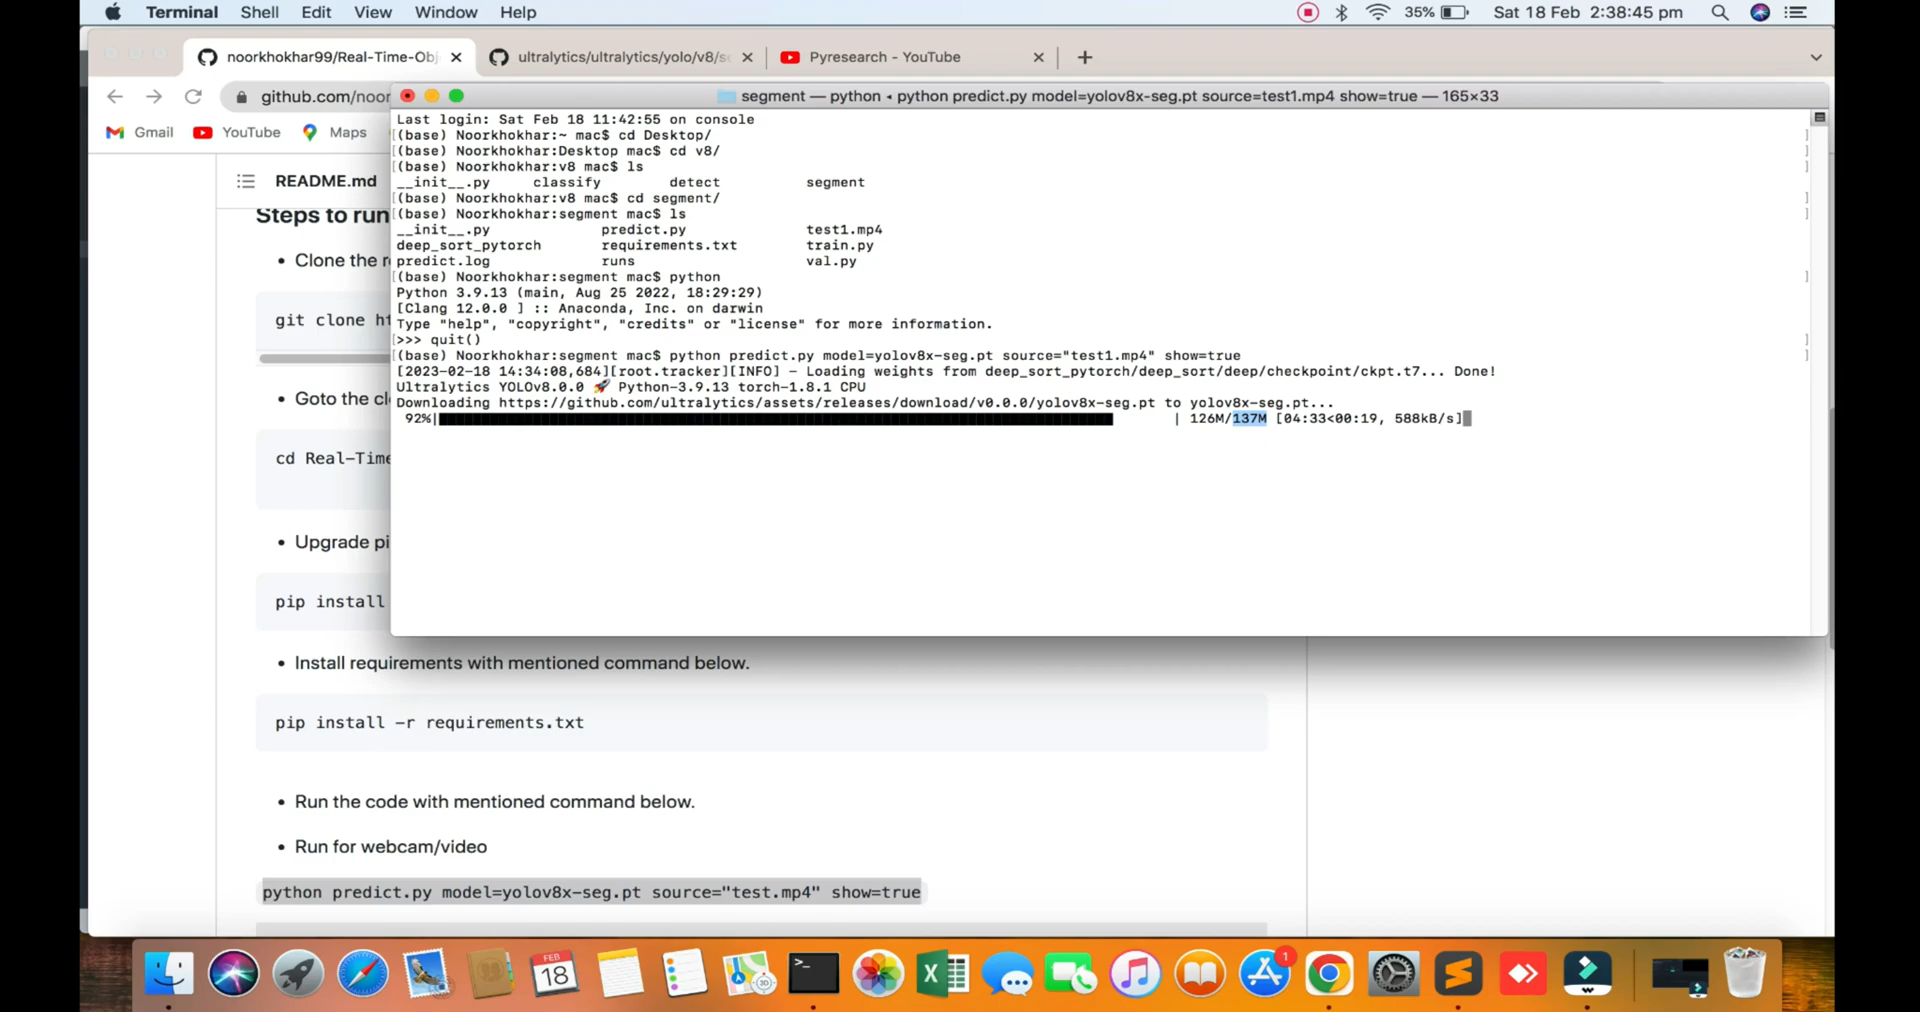 Terminal Shell Edit View Window Help 35% Sat 18 Feb 2:38:45 pm
noorkhokhar99/Real-Time-Obj ultralytics/ultralytics/yolo/v8/se Pyresearch - YouTube
github.com/noor
Gmail YouTube Maps
segment — python ◂ python predict.py model=yolov8x-seg.pt source=test1.mp4 show=true — 165×33
Last login: Sat Feb 18 11:42:55 on console
[(base) Noorkhokhar:~ mac$ cd Desktop/ ]
[(base) Noorkhokhar:Desktop mac$ cd v8/ ]
[(base) Noorkhokhar:v8 mac$ ls ]
__init__.py classify detect segment
[(base) Noorkhokhar:v8 mac$ cd segment/ ]
[(base) Noorkhokhar:segment mac$ ls ]
__init__.py predict.py test1.mp4
deep_sort_pytorch requirements.txt train.py
predict.log runs val.py
[(base) Noorkhokhar:segment mac$ python ]
Python 3.9.13 (main, Aug 25 2022, 18:29:29)
[Clang 12.0.0 ] :: Anaconda, Inc. on darwin
Type "help", "copyright", "credits" or "license" for more information.
[>>> quit() ]
[(base) Noorkhokhar:segment mac$ python predict.py model=yolov8x-seg.pt source="test1.mp4" show=true ]
[2023-02-18 14:34:08,684][root.tracker][INFO] - Loading weights from deep_sort_pytorch/deep_sort/deep/checkpoint/ckpt.t7... Done!
Ultralytics YOLOv8.0.0 🚀 Python-3.9.13 torch-1.8.1 CPU
Downloading https://github.com/ultralytics/assets/releases/download/v0.0.0/yolov8x-seg.pt to yolov8x-seg.pt...
92%| | 126M/137M [04:33<00:19, 588kB/s]
README.md
Steps to run
• Clone the r
git clone ht
• Goto the cl
cd Real-Time
• Upgrade pi
pip install
• Install requirements with mentioned command below.
pip install -r requirements.txt
• Run the code with mentioned command below.
• Run for webcam/video
python predict.py model=yolov8x-seg.pt source="test.mp4" show=true
FEB
18
3D
>_
X
1